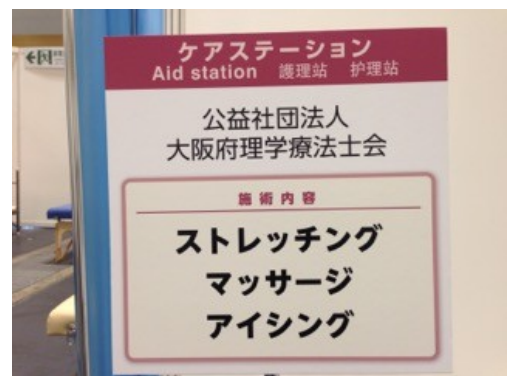 ケアステーション
Aid station 護理站 护理站
公益社団法人
大阪府理学療法士会
施術内容
ストレッチング
マッサージ
アイシング